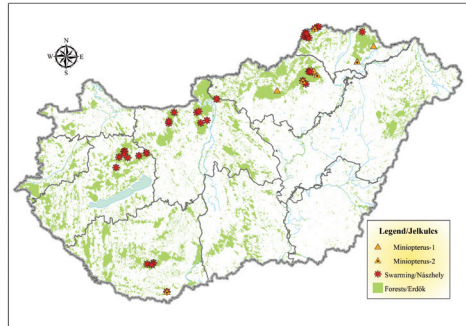 N
W E
S
Legend/Jelkulcs
Miniopterus-1
Miniopterus-2
Swarming/Nászhely
Forests/Erdők